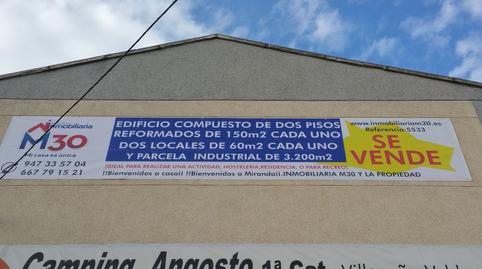 inmobiliaria
M30
Mi casa es única
947 33 57 04
667 79 15 21
EDIFICIO COMPUESTO DE DOS PISOS
REFORMADOS DE 150m2 CADA UNO
DOS LOCALES DE 60m2 CADA UNO
Y PARCELA INDUSTRIAL DE 3.200m2
(IDEAL PARA REALIZAR UNA ACTIVIDAD, HOSTELERÍA,RESIDENCIA, O PARA RECREO)
!!Bienvenidos a casa¡¡ !!Bienvenidos a Miranda¡¡.INMOBILIARIA M30 Y LA PROPIEDAD
www.inmobiliariam30.es
Referencia:5533
SE
VENDE
Camping Angosto 1ª Cat.